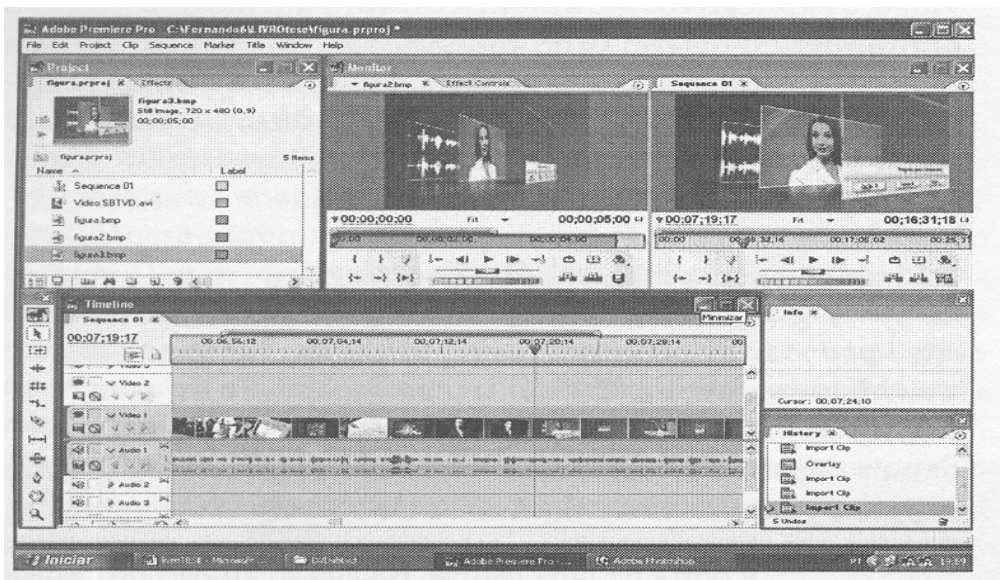 Adobe Premiere Pro - C:\Fernando6\LIVROtese\figura.prproj *
File Edit Project Clip Sequence Marker Title Window Help
Project
figura.prproj Effects
figura3.bmp
Still Image, 720 x 480 (0,9)
00;00;05;00
figura.prproj 5 Items
Name Label
Sequence 01
Video SBTVD.avi
figura.bmp
figura2.bmp
figura3.bmp
Monitor
figura2.bmp Effect Controls
Sequence 01
00;00;00;00 Fit 00;00;05;00
00;07;19;17 Fit 00;16;31;18
Timeline
Minimizar
Sequence 01
00;07;19;17
00;06;56;12 00;07;04;14 00;07;12;14 00;07;20;14 00;07;28;14 00
Video 3
Video 2
Video 1
Audio 1
Audio 2
Audio 3
Info
Cursor: 00,07,24,10
History
Import Clip
Overlay
Import Clip
Import Clip
Import Clip
5 Undos
Iniciar
Adobe Premiere Pro
Adobe Photoshop
PT